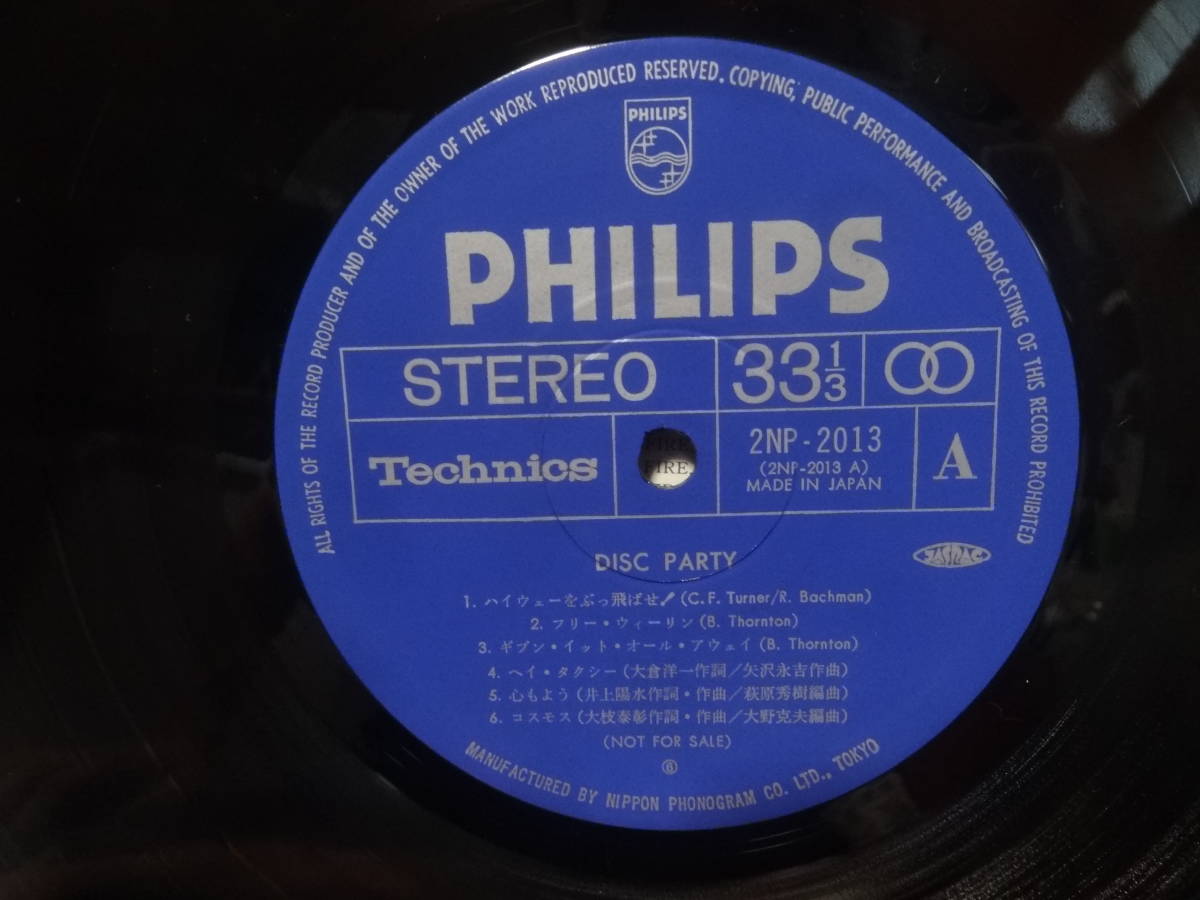 ALL RIGHTS OF THE RECORD PRODUCER AND OF THE OWNER OF THE WORK REPRODUCED RESERVED. COPYING, PUBLIC PERFORMANCE AND BROADCASTING OF THIS RECORD PROHIBITED
PHILIPS
PHILIPS
STEREO 33 1/3
Technics 2NP-2013 A
(2NP-2013 A)
MADE IN JAPAN
FIRE
DISC PARTY
JASRAC
1. ハイウェーをぶっ飛ばせ! (C.F. Turner/R. Bachman)
2. フリー・ウィーリン (B. Thornton)
3. ギブン・イット・オール・アウェイ (B. Thornton)
4. ヘイ・タクシー (大倉洋一作詞/矢沢永吉作曲)
5. 心もよう (井上陽水作詞・作曲/萩原秀樹編曲)
6. コスモス (大枝泰彰作詞・作曲/大野克夫編曲)
(NOT FOR SALE)
MANUFACTURED BY NIPPON PHONOGRAM CO. LTD., TOKYO